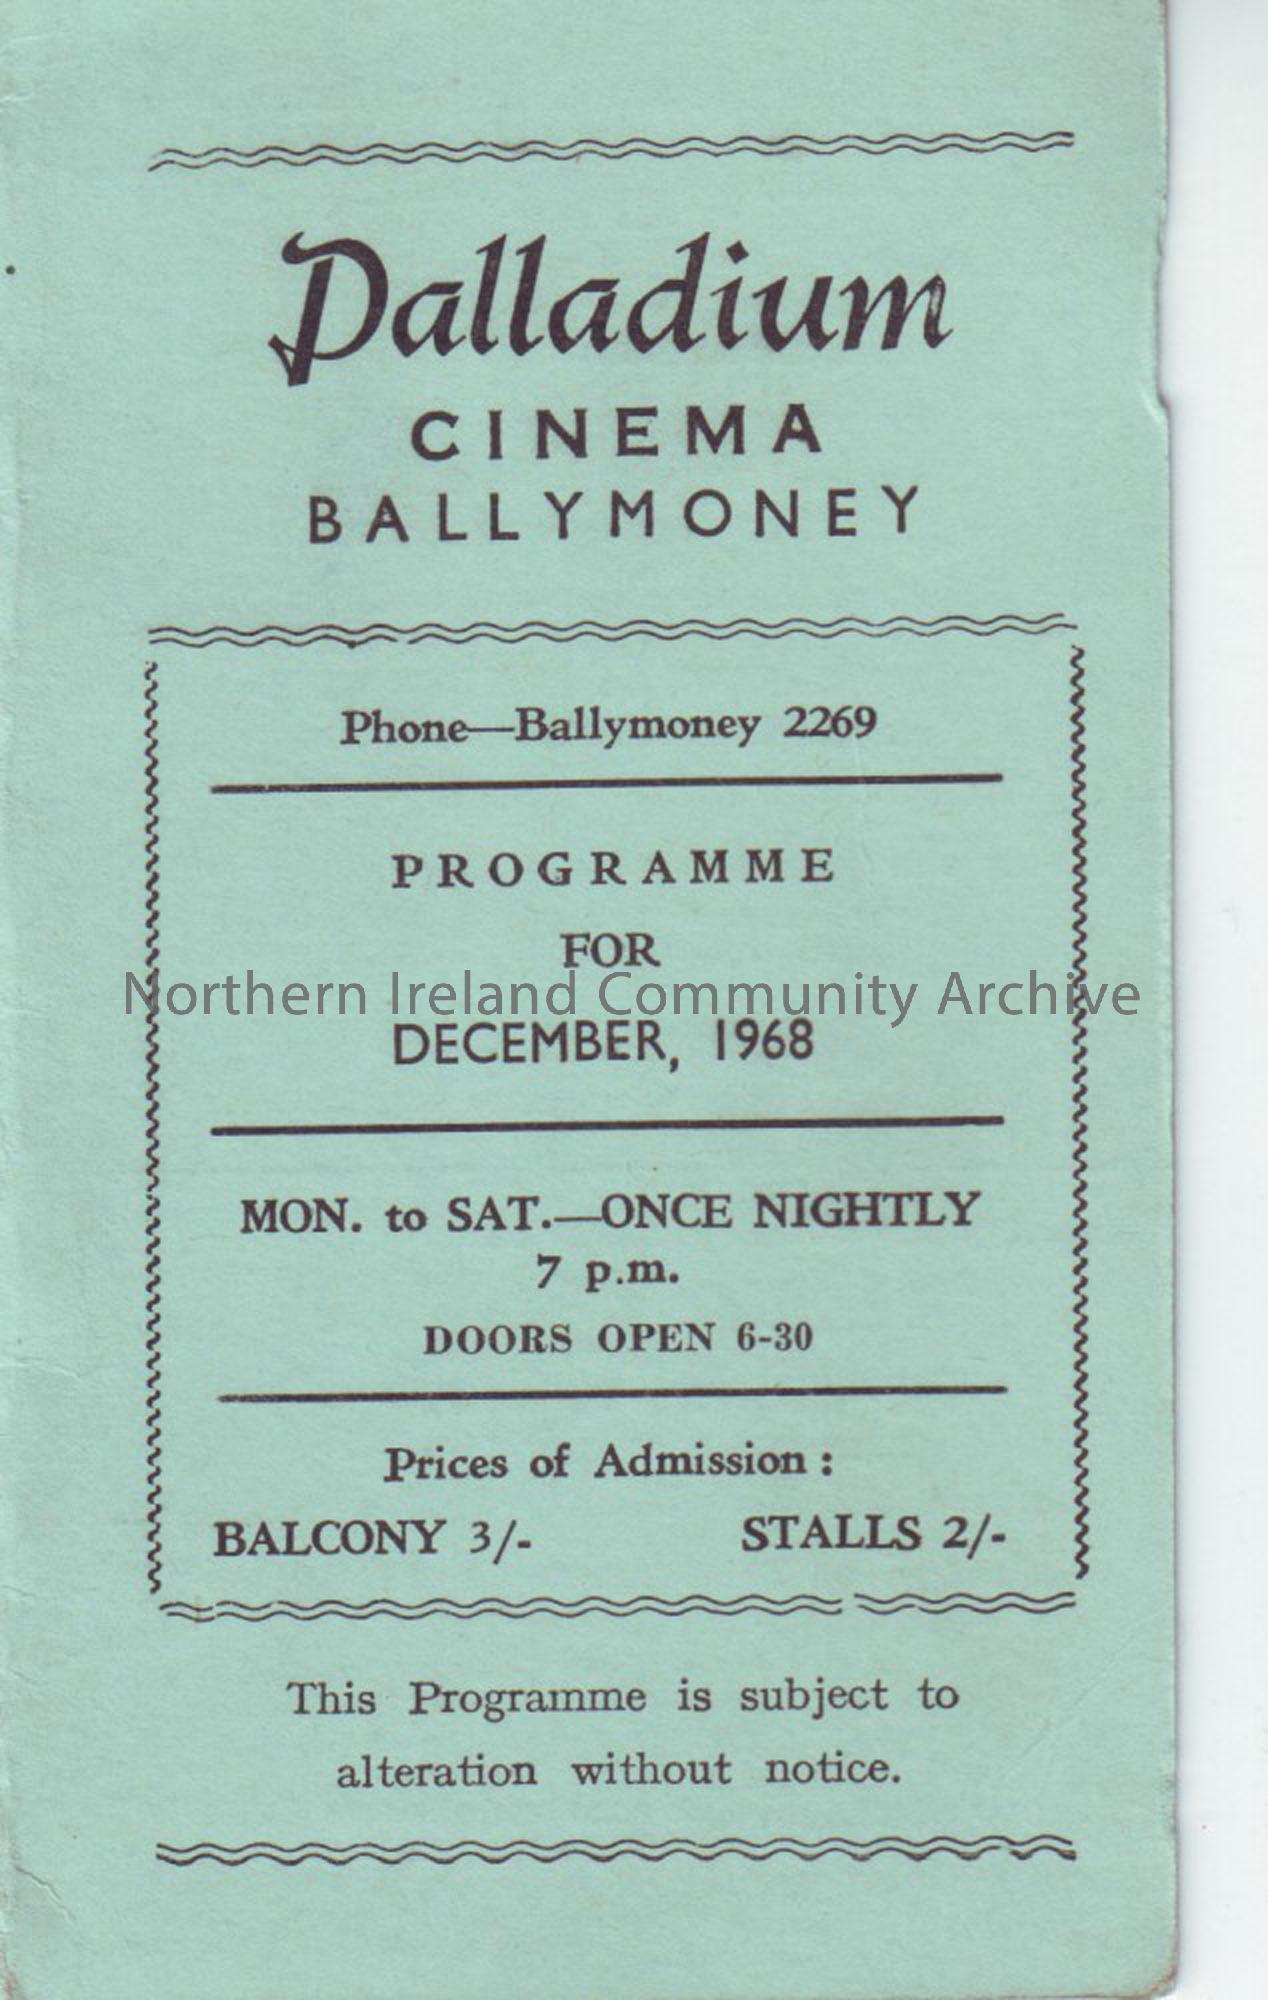 Palladium
CINEMA
BALLYMONEY
Phone—Ballymoney 2269
PROGRAMME
FOR
Northern Ireland Community Archive
DECEMBER, 1968
MON. to SAT.—ONCE NIGHTLY
7 p.m.
DOORS OPEN 6-30
Prices of Admission :
BALCONY 3/- STALLS 2/-
This Programme is subject to
alteration without notice.